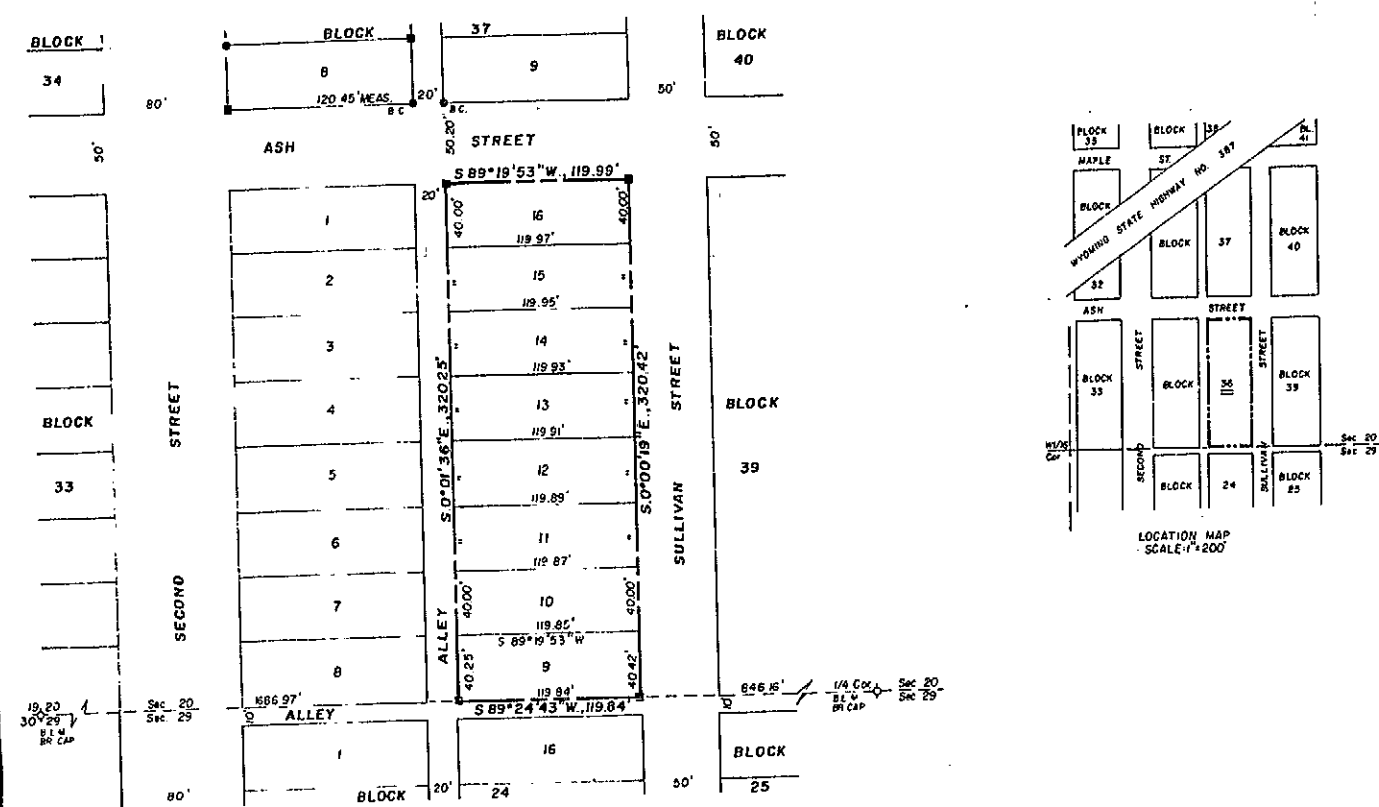 BLOCK
34
80'
50'
BLOCK 37
8
120.45' MEAS.
B C
20'
9
B.C.
50.20'
50'
BLOCK
40
50'
ASH STREET
S 89°19'53"W., 119.99'
20'
40.00'
40.00'
1
16
119.97'
2
15
119.95'
3
14
119.93'
4
13
119.91'
5
12
119.89'
6
11
119.87'
7
40.00'
10
40.00'
119.85'
S 89°19'53"W
8
40.25'
9
40.42'
119.84'
S 89°24'43"W., 119.84'
S.0°01'36"E., 320.25'
S.0°00'19"E., 320.42'
BLOCK
33
SECOND STREET
ALLEY
SULLIVAN STREET
BLOCK
39
19 20
30 29
B L M
BR CAP
Sec. 20
Sec. 29
1686.97'
10'
ALLEY
846.16'
10'
1/4 Cor.
B L M
BR CAP
Sec 20
Sec 29
1
16
BLOCK
25
80'
BLOCK 24
20'
50'
BLOCK
35
BLOCK
38
BL.
41
MAPLE ST.
WYOMING STATE HIGHWAY NO. 387
BLOCK
32
BLOCK 37
BLOCK
40
ASH STREET
BLOCK
33
SECOND STREET
BLOCK 36
SULLIVAN STREET
BLOCK
39
W1/16
Cor
Sec 20
Sec 29
BLOCK 24
BLOCK
25
LOCATION MAP
SCALE: 1"=200'